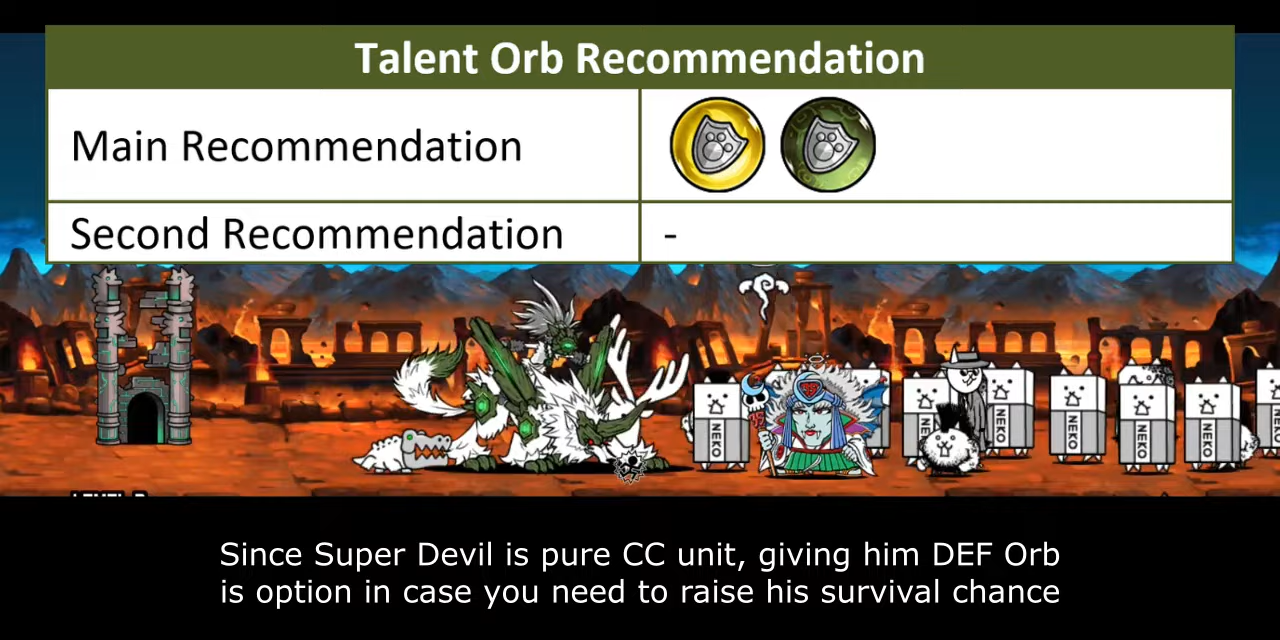 Talent Orb Recommendation
Main Recommendation
Second Recommendation
-
NEKO
NEKO
NEKO
NEKO
NEKO
NEKO
Since Super Devil is pure CC unit, giving him DEF Orb
is option in case you need to raise his survival chance